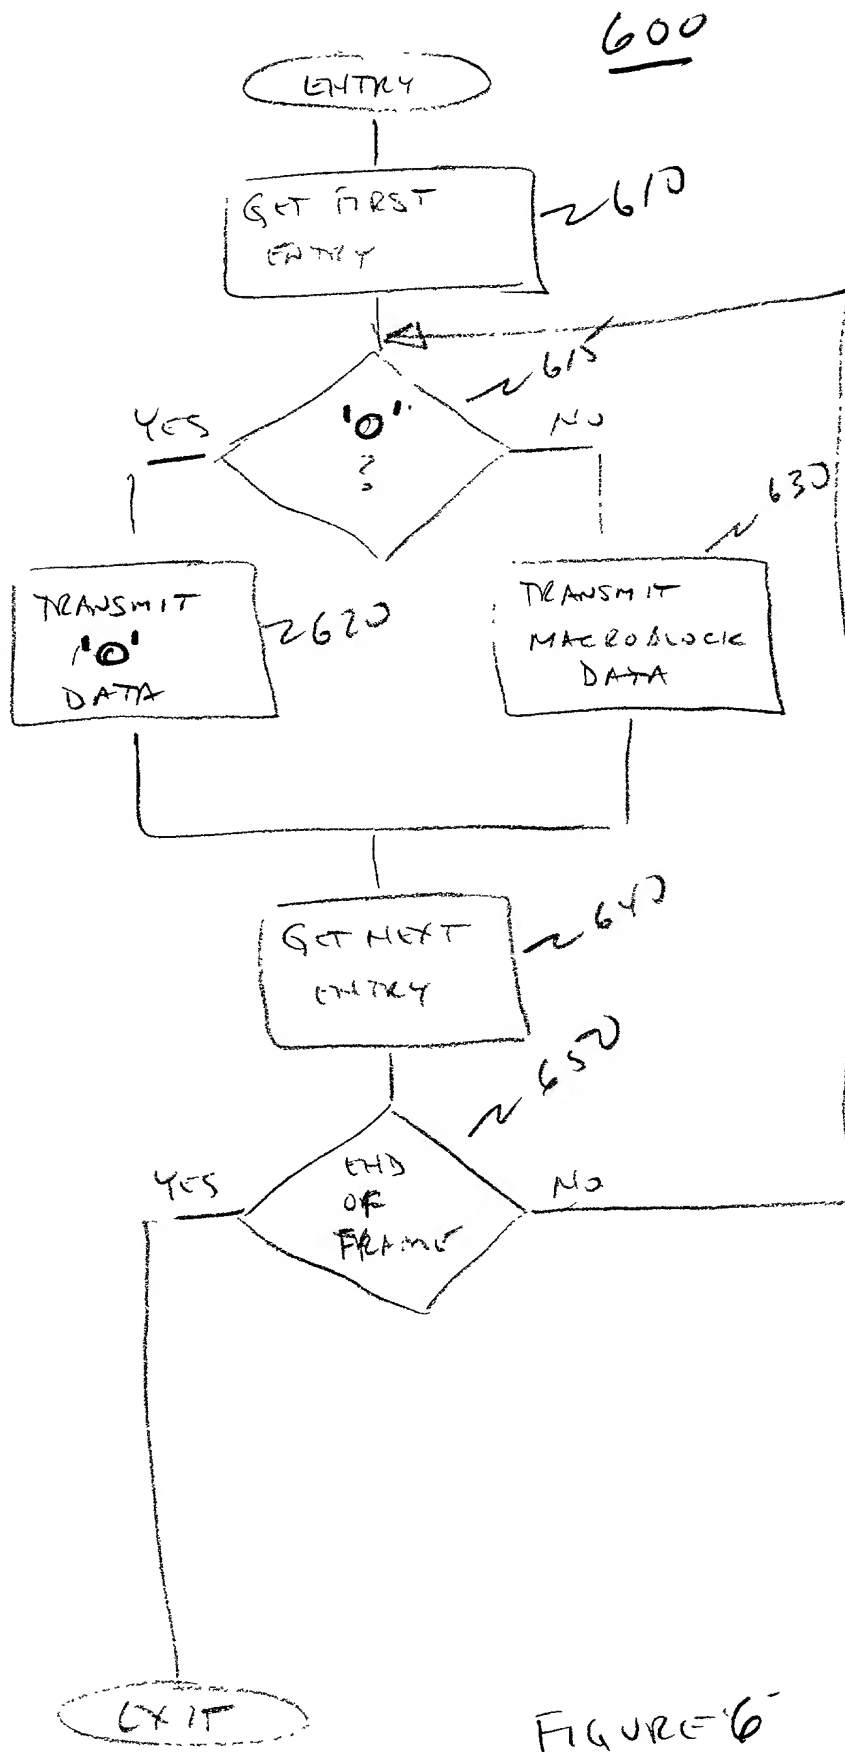 600
ENTRY
GET FIRST
ENTRY
610
615
YES
'0'
?
NO
630
TRANSMIT
'0'
DATA
620
TRANSMIT
MACROBLOCK
DATA
GET NEXT
ENTRY
640
650
YES
END
OF
FRAME
NO
EXIT
FIGURE 6